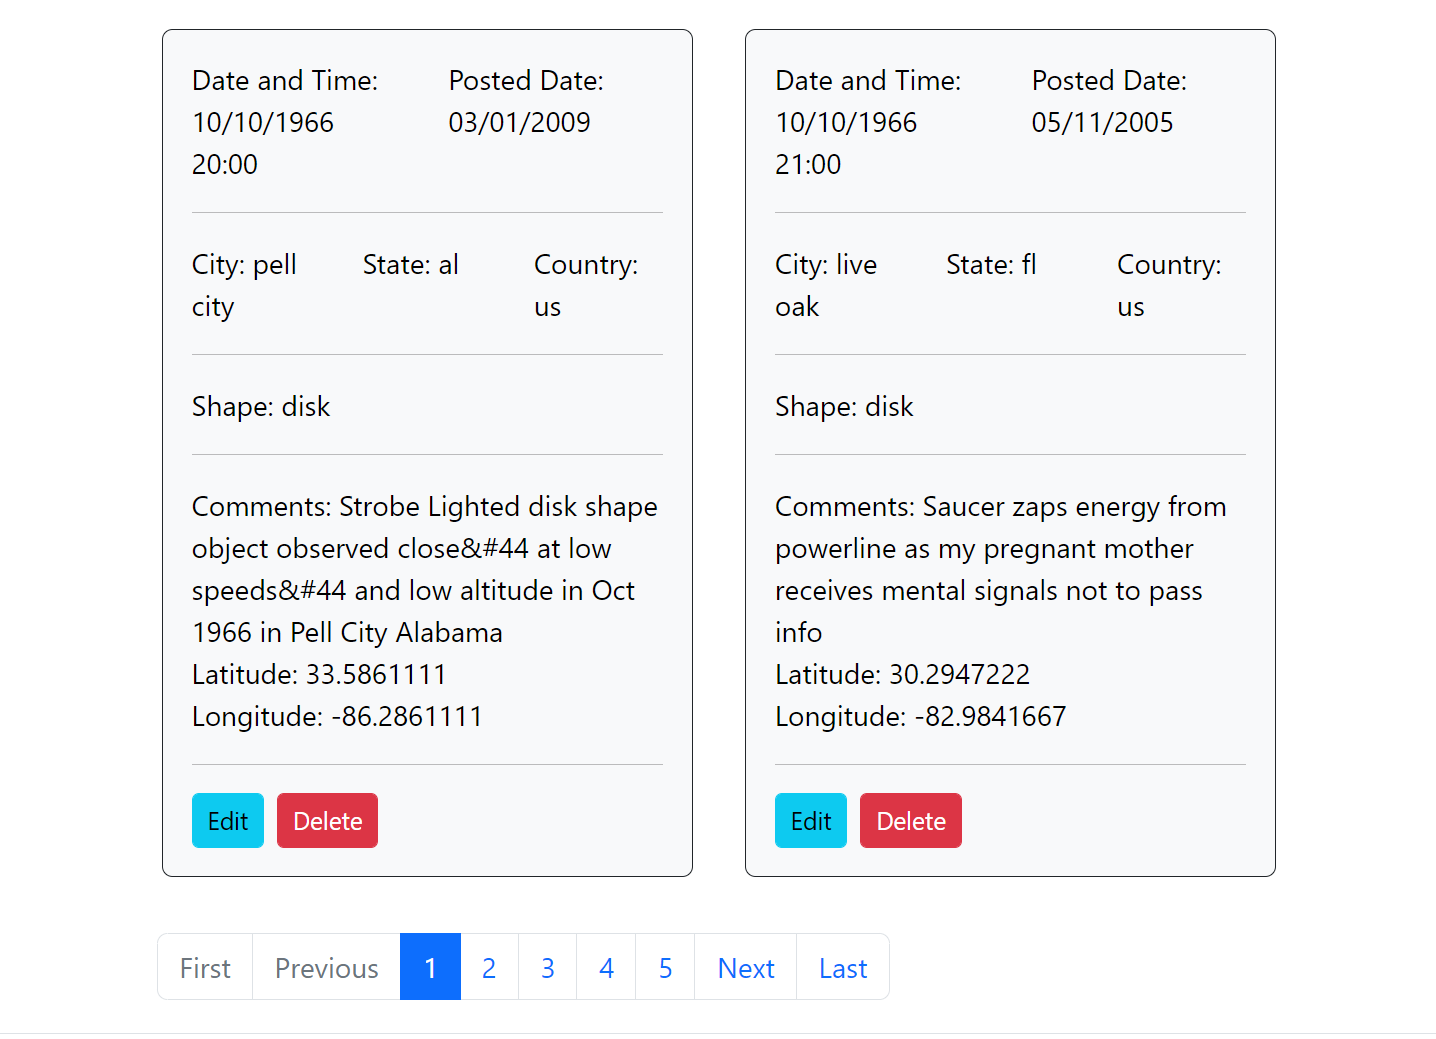 Date and Time:
10/10/1966
20:00
Posted Date:
03/01/2009
City: pell
city
State: al
Country:
us
Shape: disk
Comments: Strobe Lighted disk shape
object observed close&#44 at low
speeds&#44 and low altitude in Oct
1966 in Pell City Alabama
Latitude: 33.5861111
Longitude: -86.2861111
Edit
Delete
Date and Time:
10/10/1966
21:00
Posted Date:
05/11/2005
City: live
oak
State: fl
Country:
us
Shape: disk
Comments: Saucer zaps energy from
powerline as my pregnant mother
receives mental signals not to pass
info
Latitude: 30.2947222
Longitude: -82.9841667
Edit
Delete
First Previous 1 2 3 4 5 Next Last